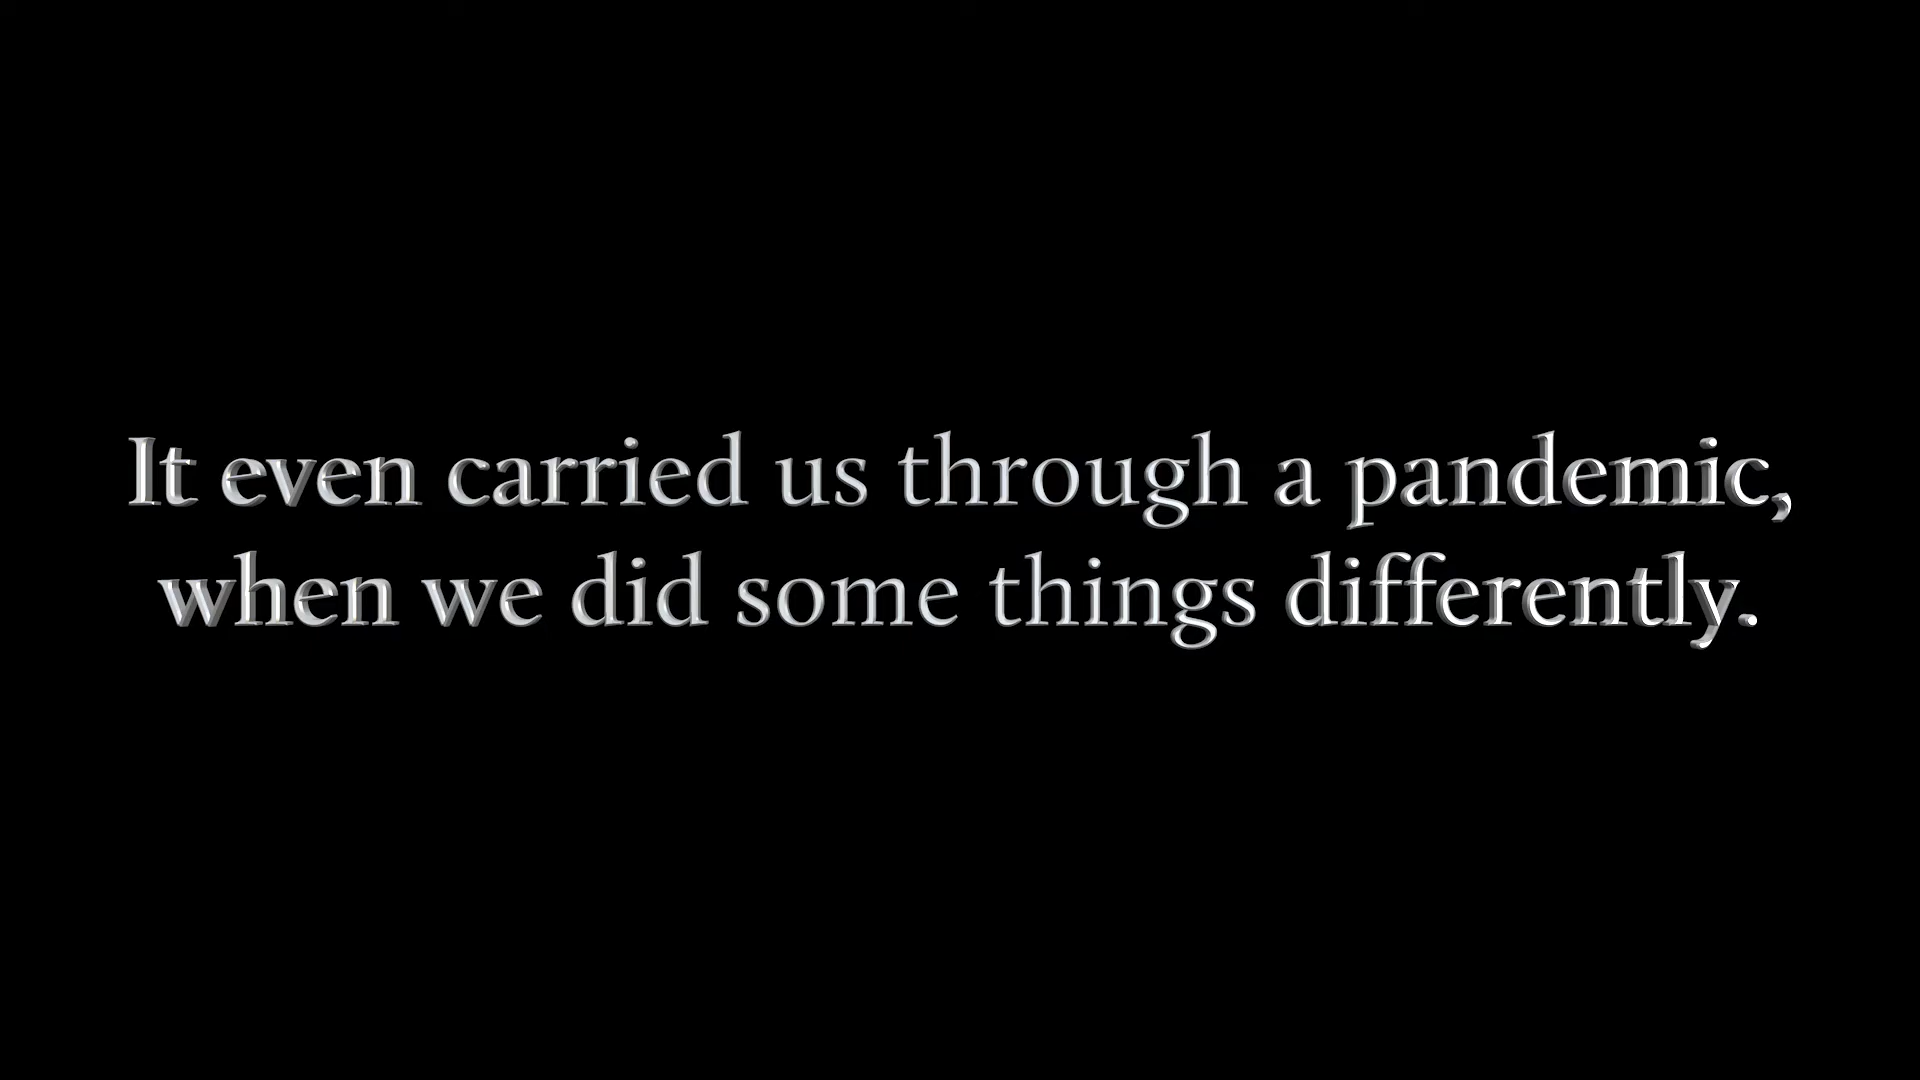 It even carried us through a pandemic,
when we did some things differently.